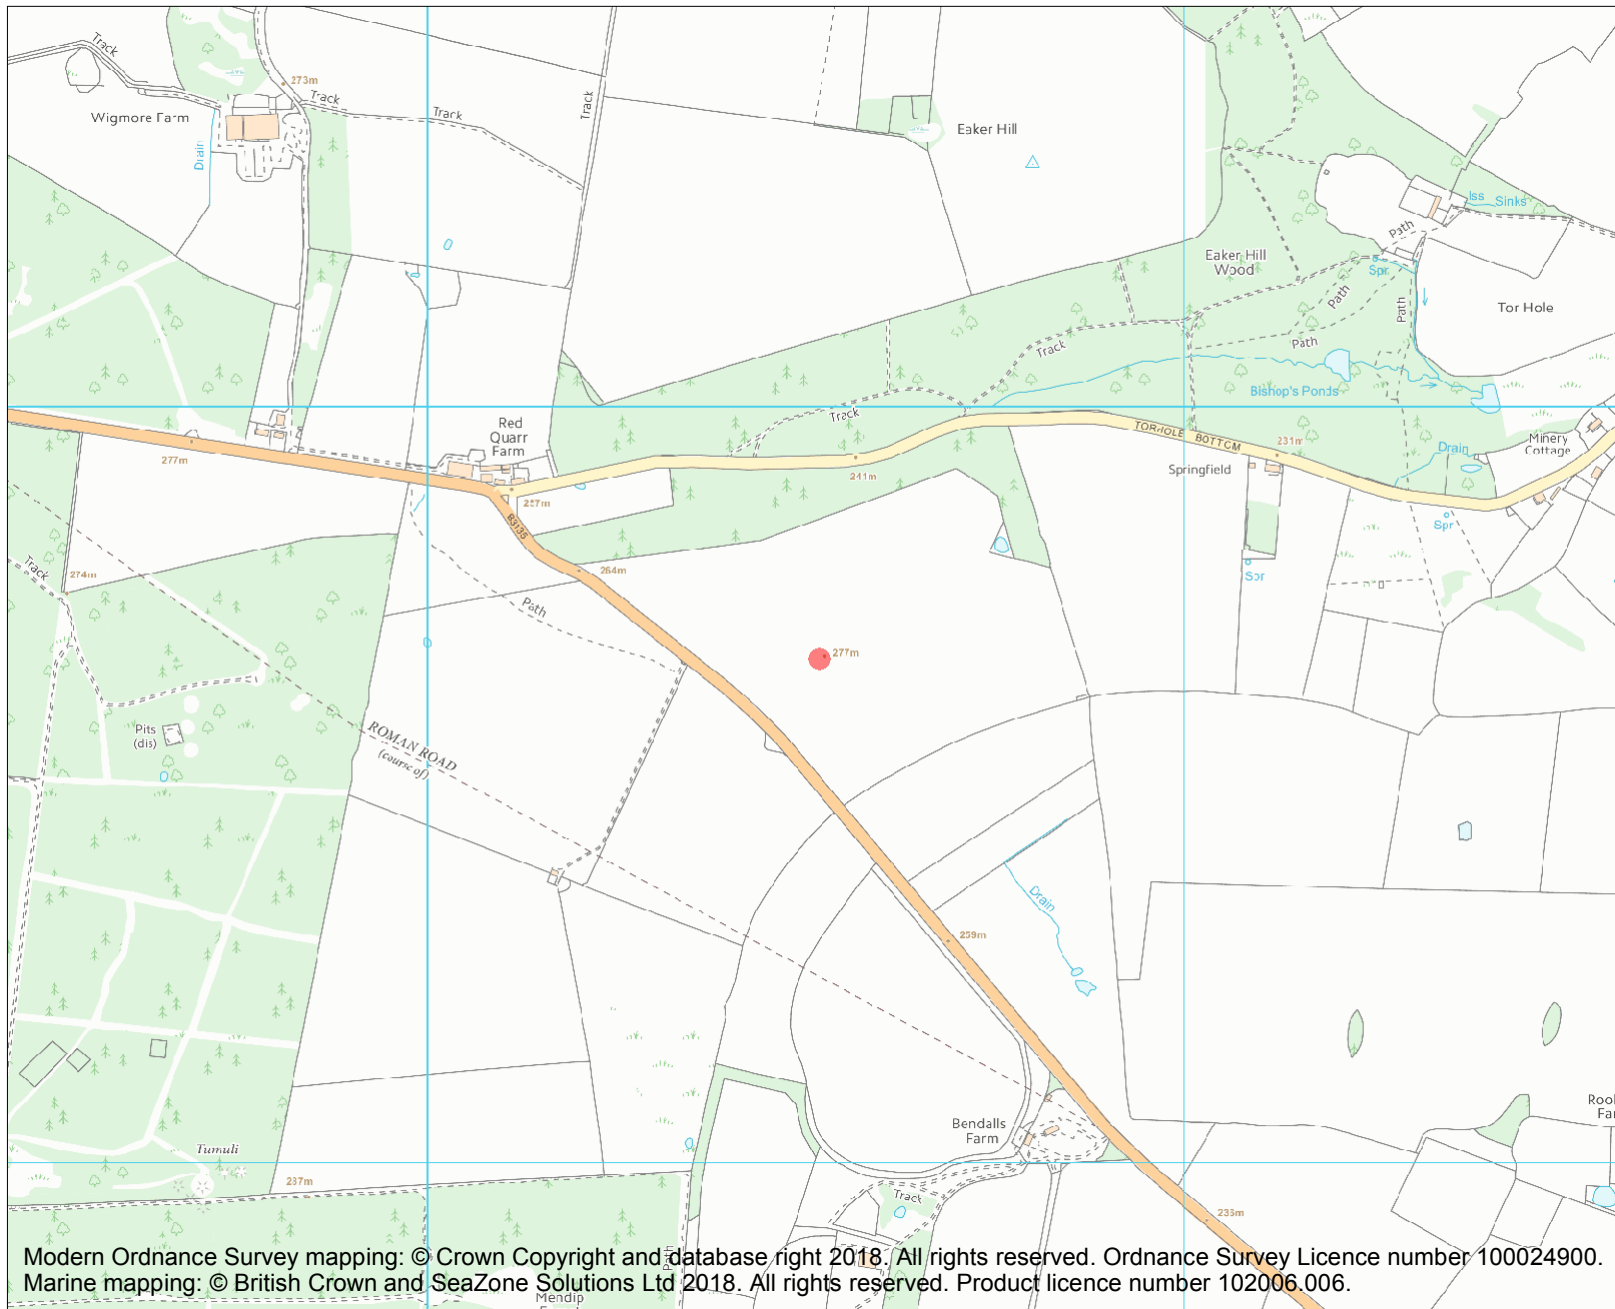 Track
273m
Track
Track
Wigmore Farm
Drain
Track
Eaker Hill
Iss
Sinks
Path
Eaker Hill
Wood
Spr
Path
Path
Tor Hole
Track
Path
Bishop's Ponds
Track
Red
Quarr
Farm
277m
TORHOLE BOTTOM
231m
Springfield
Drain
Minery
Cottage
241m
267m
B3135
Spr
Track
274m
264m
Path
Spr
277m
Pits
(dis)
ROMAN ROAD
(course of)
Drain
259m
Bendalls
Farm
Tumuli
Track
Path
Mendip
Modern Ordnance Survey mapping: © Crown Copyright and database right 2018. All rights reserved. Ordnance Survey Licence number 100024900.
Marine mapping: © British Crown and SeaZone Solutions Ltd 2018. All rights reserved. Product licence number 102006.006.